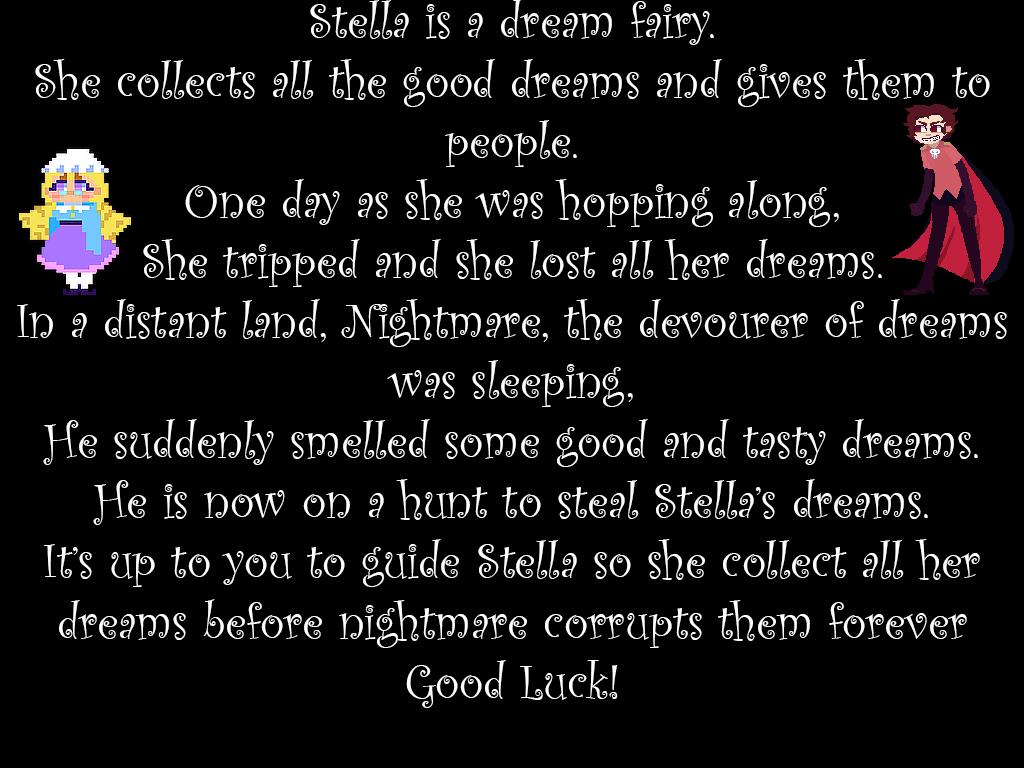 Stella is a dream fairy.
She collects all the good dreams and gives them to
people.
One day as she was hopping along,
She tripped and she lost all her dreams.
In a distant land, Nightmare, the devourer of dreams
was sleeping,
He suddenly smelled some good and tasty dreams.
He is now on a hunt to steal Stella's dreams.
It's up to you to guide Stella so she collect all her
dreams before nightmare corrupts them forever
Good Luck!